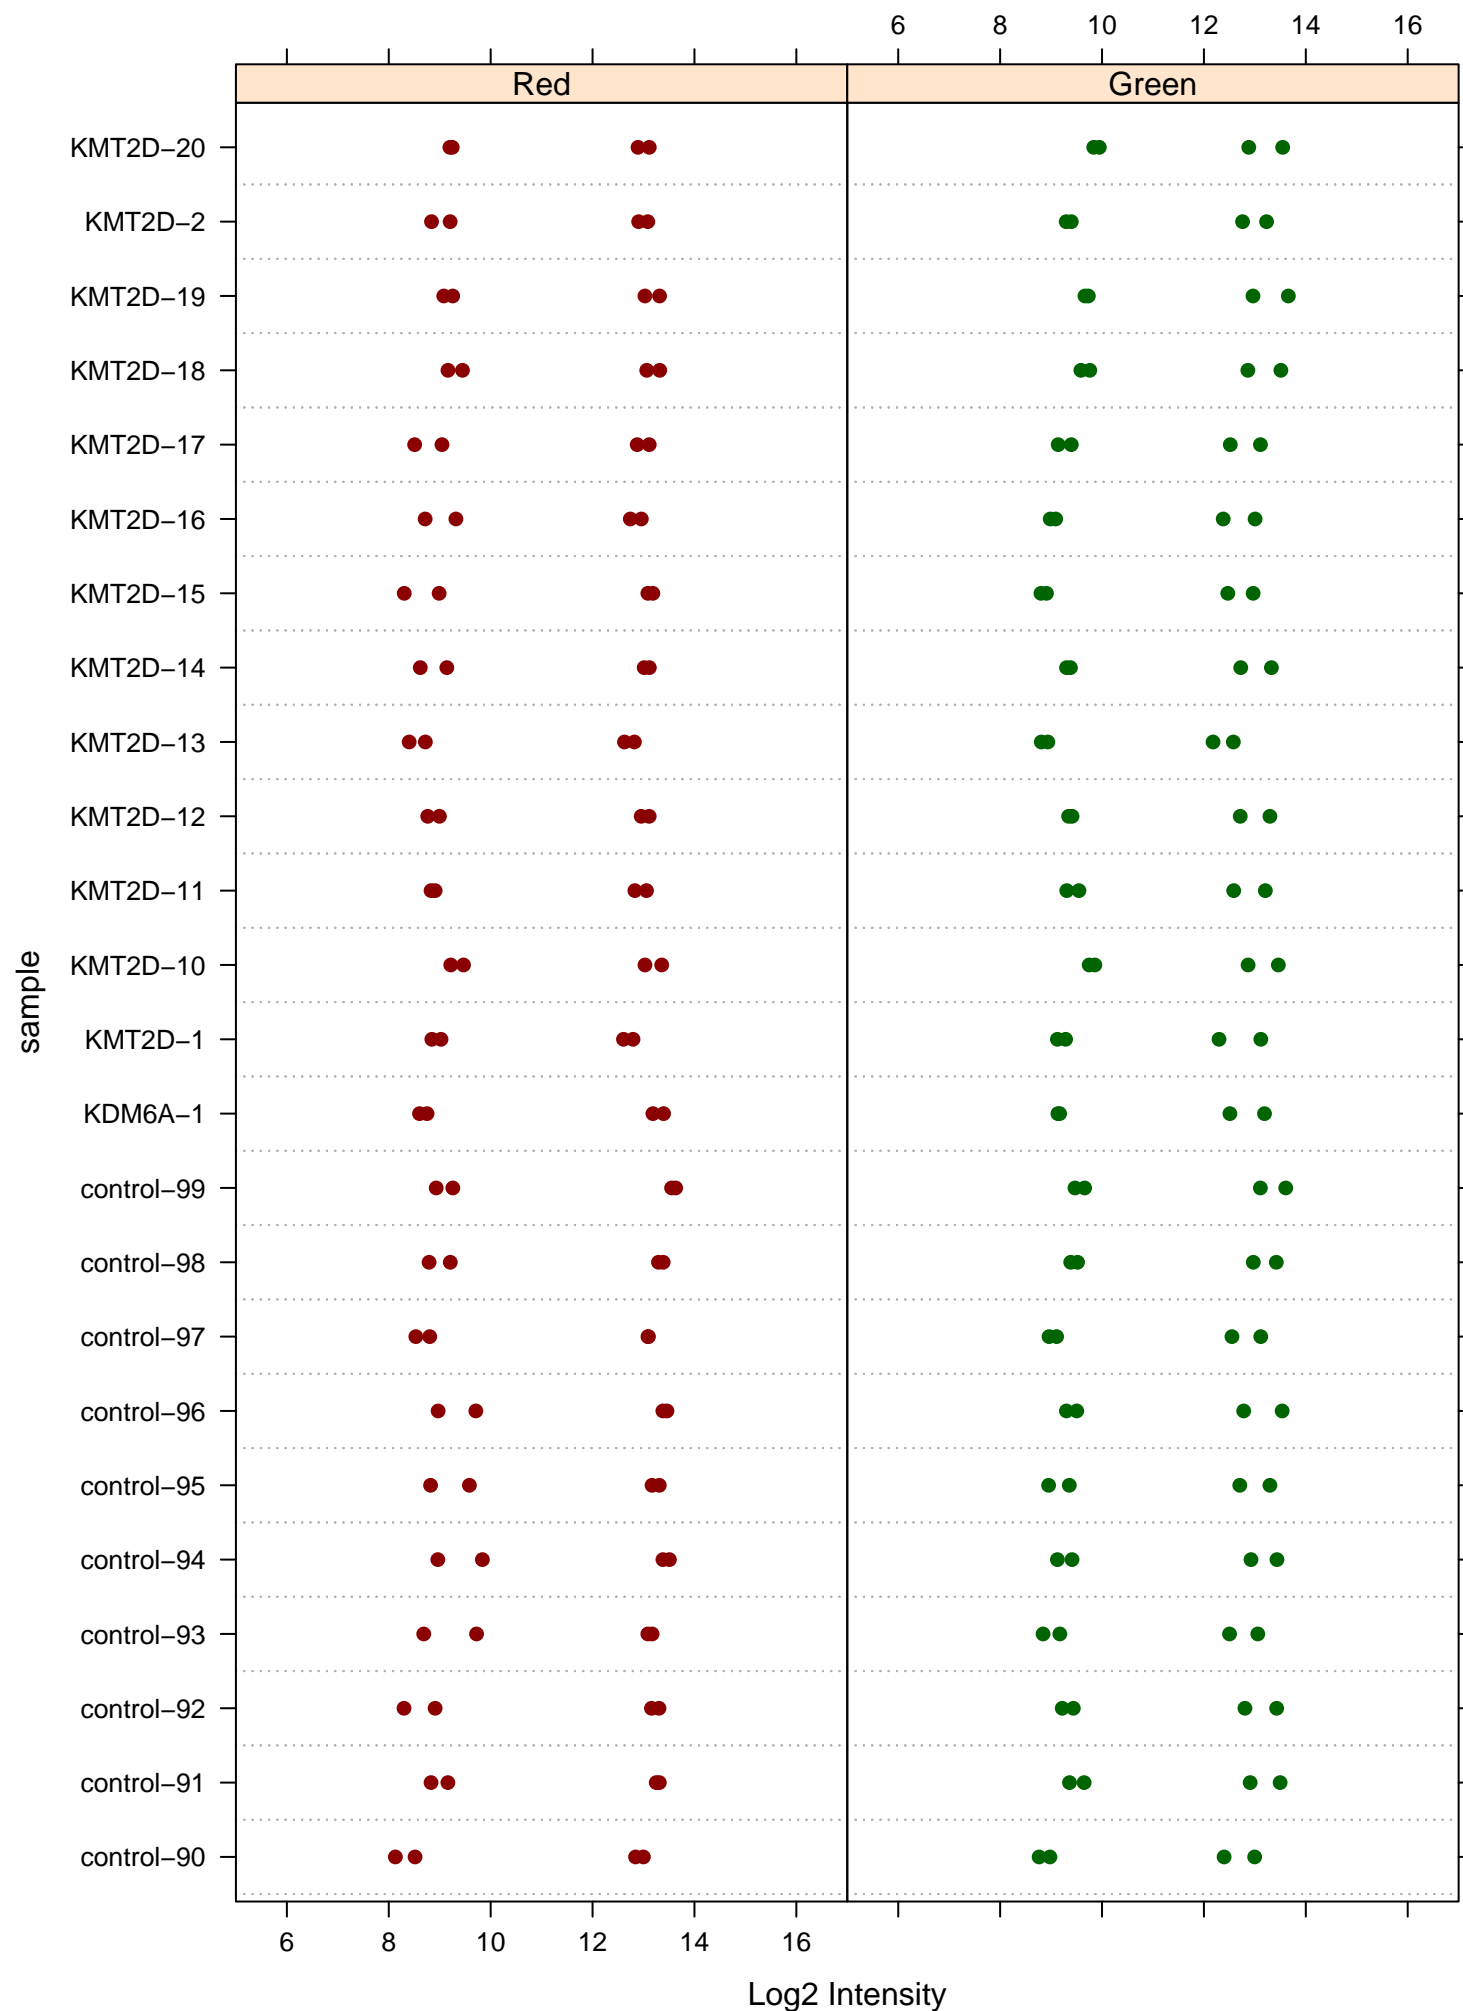 6 8 10 12 14 16
Red Green
KMT2D−20
KMT2D−2
KMT2D−19
KMT2D−18
KMT2D−17
KMT2D−16
KMT2D−15
KMT2D−14
KMT2D−13
KMT2D−12
KMT2D−11
KMT2D−10
KMT2D−1
KDM6A−1
control−99
control−98
control−97
control−96
control−95
control−94
control−93
control−92
control−91
control−90
sample
6 8 10 12 14 16
Log2 Intensity